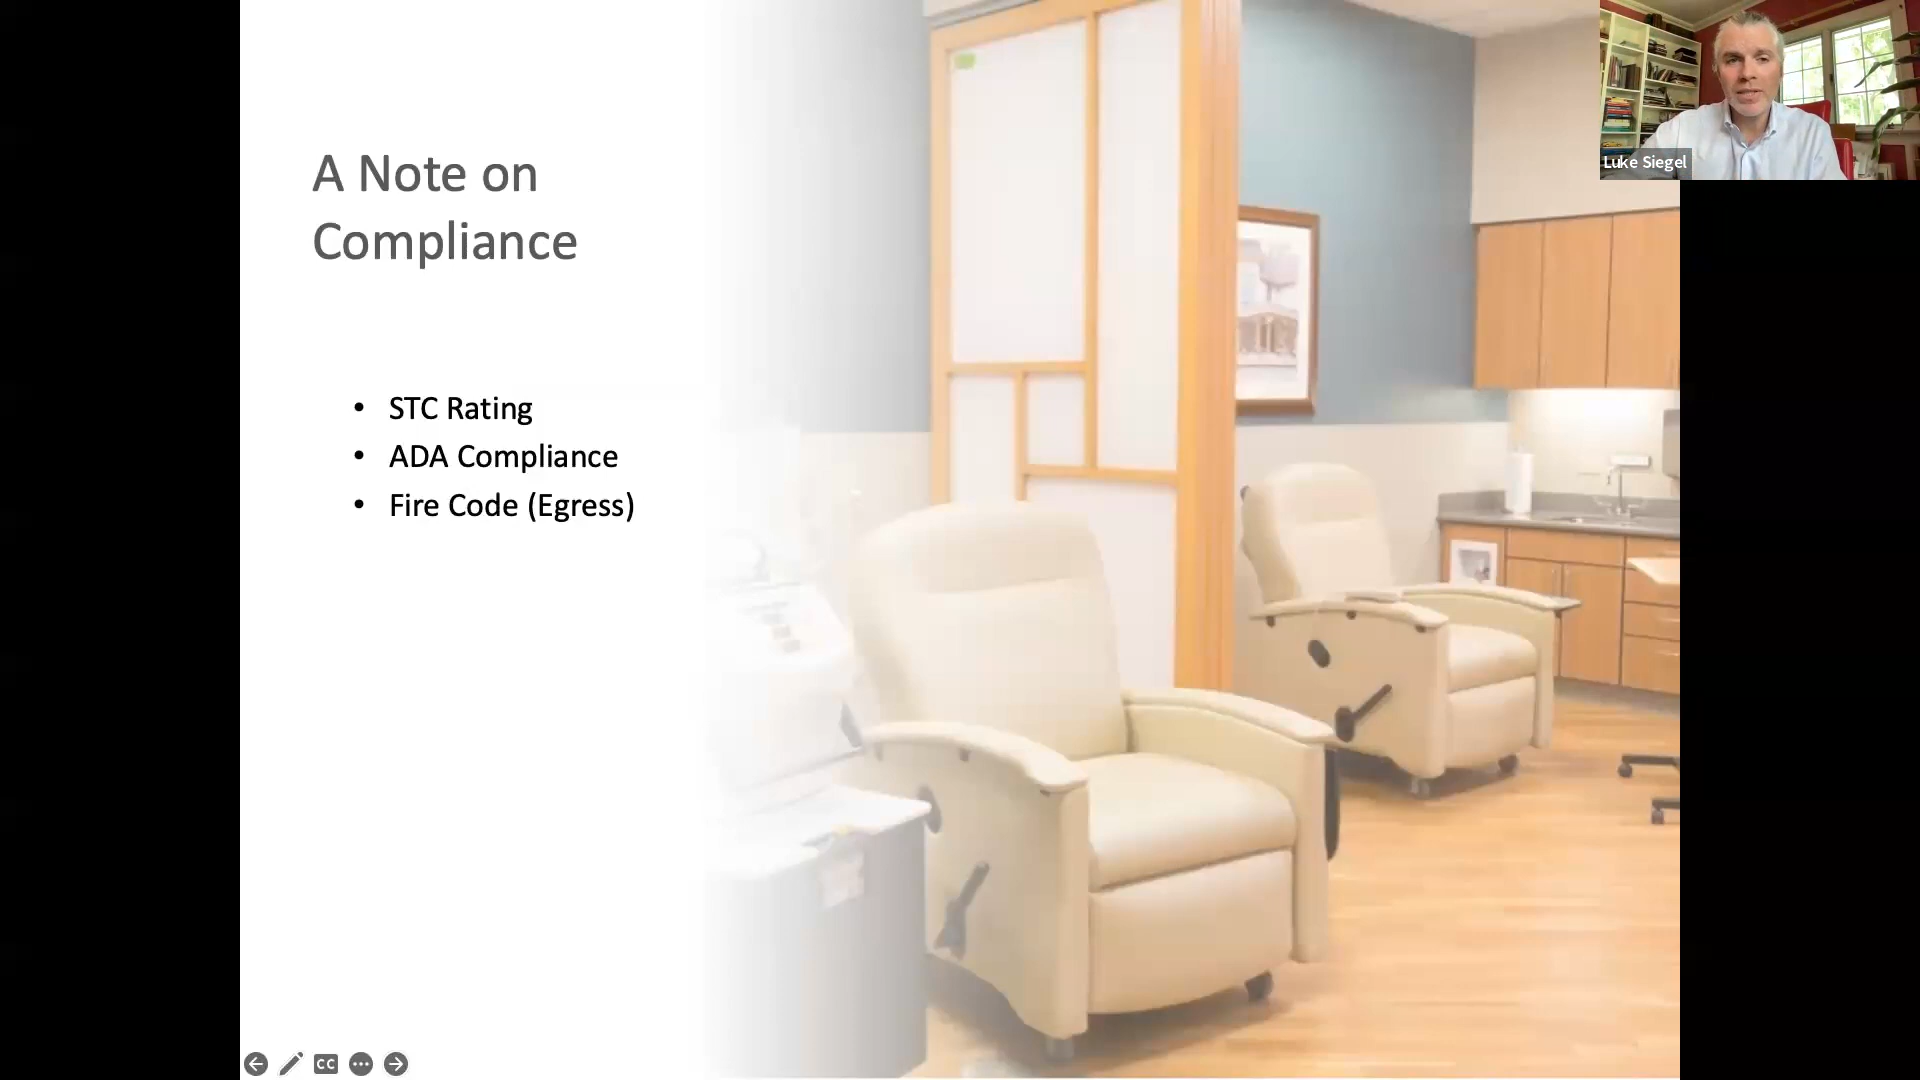 A Note on
Compliance
• STC Rating
• ADA Compliance
• Fire Code (Egress)
Luke Siegel
CC